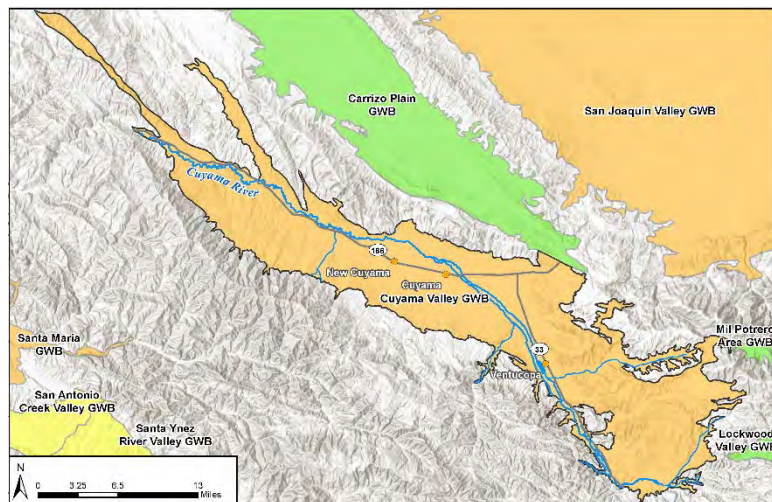 Carrizo Plain
GWB
San Joaquin Valley GWB
Cuyama River
166
New Cuyama
Cuyama
Cuyama Valley GWB
33
Ventucopa
Mil Potrero
Area GWB
Santa Maria
GWB
San Antonio
Creek Valley GWB
Santa Ynez
River Valley GWB
Lockwood
Valley GWB
N
0 3.25 6.5 13
Miles